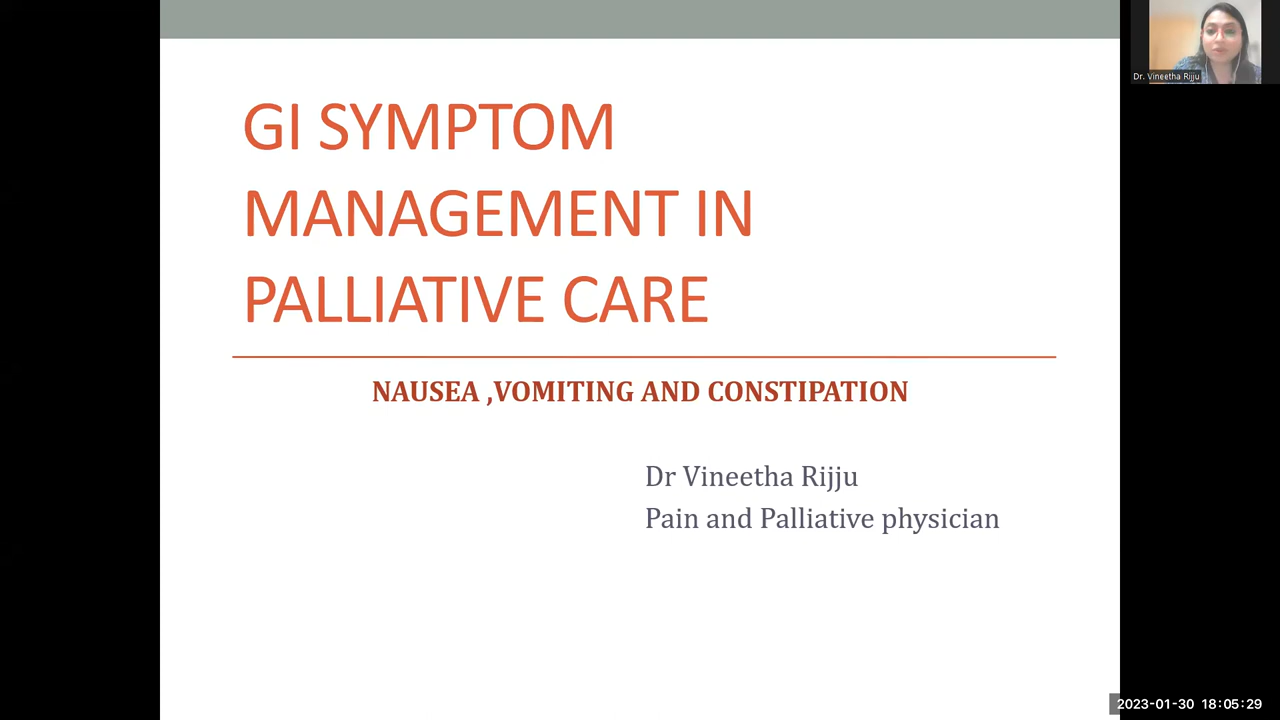 GI SYMPTOM
MANAGEMENT IN
PALLIATIVE CARE
NAUSEA ,VOMITING AND CONSTIPATION
Dr Vineetha Rijju
Pain and Palliative physician
Dr. Vineetha Rijju
2023-01-30 18:05:29